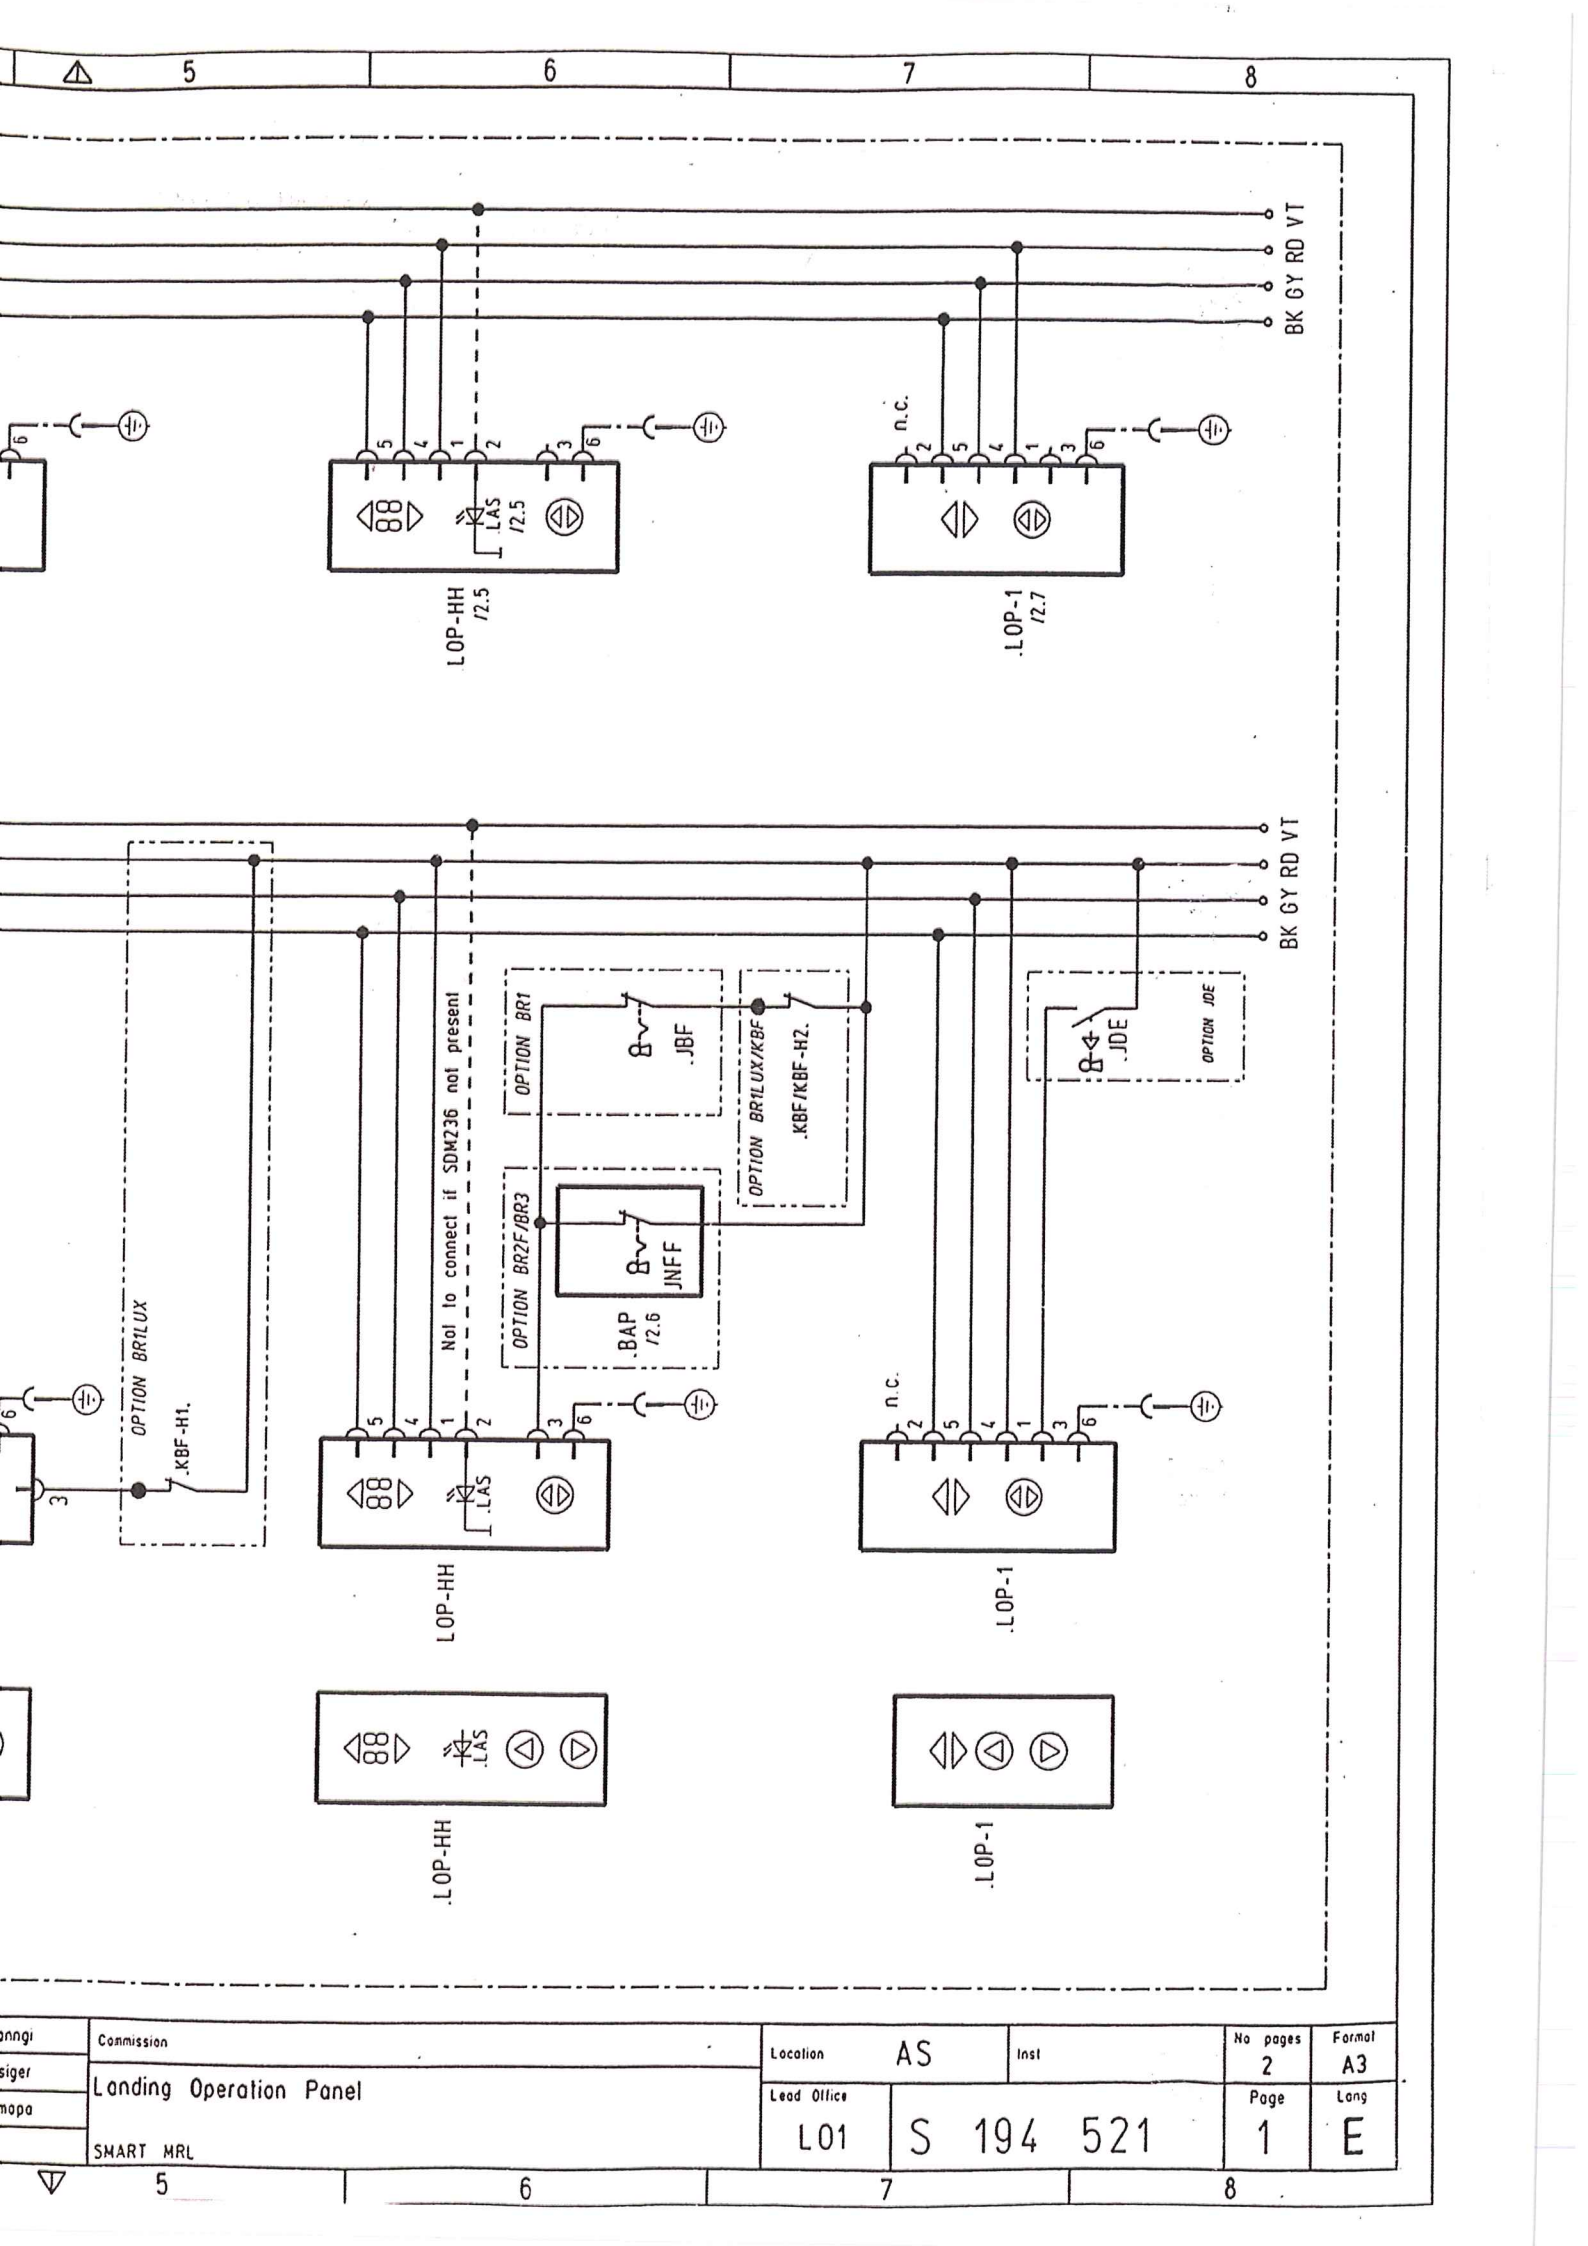 5 6 7 8
VT
RD
GY
BK
6
5 4 1 2 3 6
.LAS
/2.5
LOP-HH
/2.5
n.c.
2 5 4 1 3 6
.LOP-1
/2.7
VT
RD
GY
BK
OPTION BR1LUX
.KBF-H1.
6
3
Not to connect if SDM236 not present
OPTION BR1
.JBF
OPTION BR1LUX/KBF
.KBF/KBF-H2.
OPTION BR2F/BR3
JNFF
.BAP
/2.6
.JDE
OPTION JDE
5 4 1 2 3 6
.LAS
LOP-HH
n.c.
2 5 4 1 3 6
.LOP-1
.LAS
.LOP-HH
.LOP-1
onngi
siger
mopa
Commission
Landing Operation Panel
SMART MRL
Location AS
Inst
No pages
2
Format
A3
Lead Office
L01
S 194 521
Page
1
Lang
E
5 6 7 8